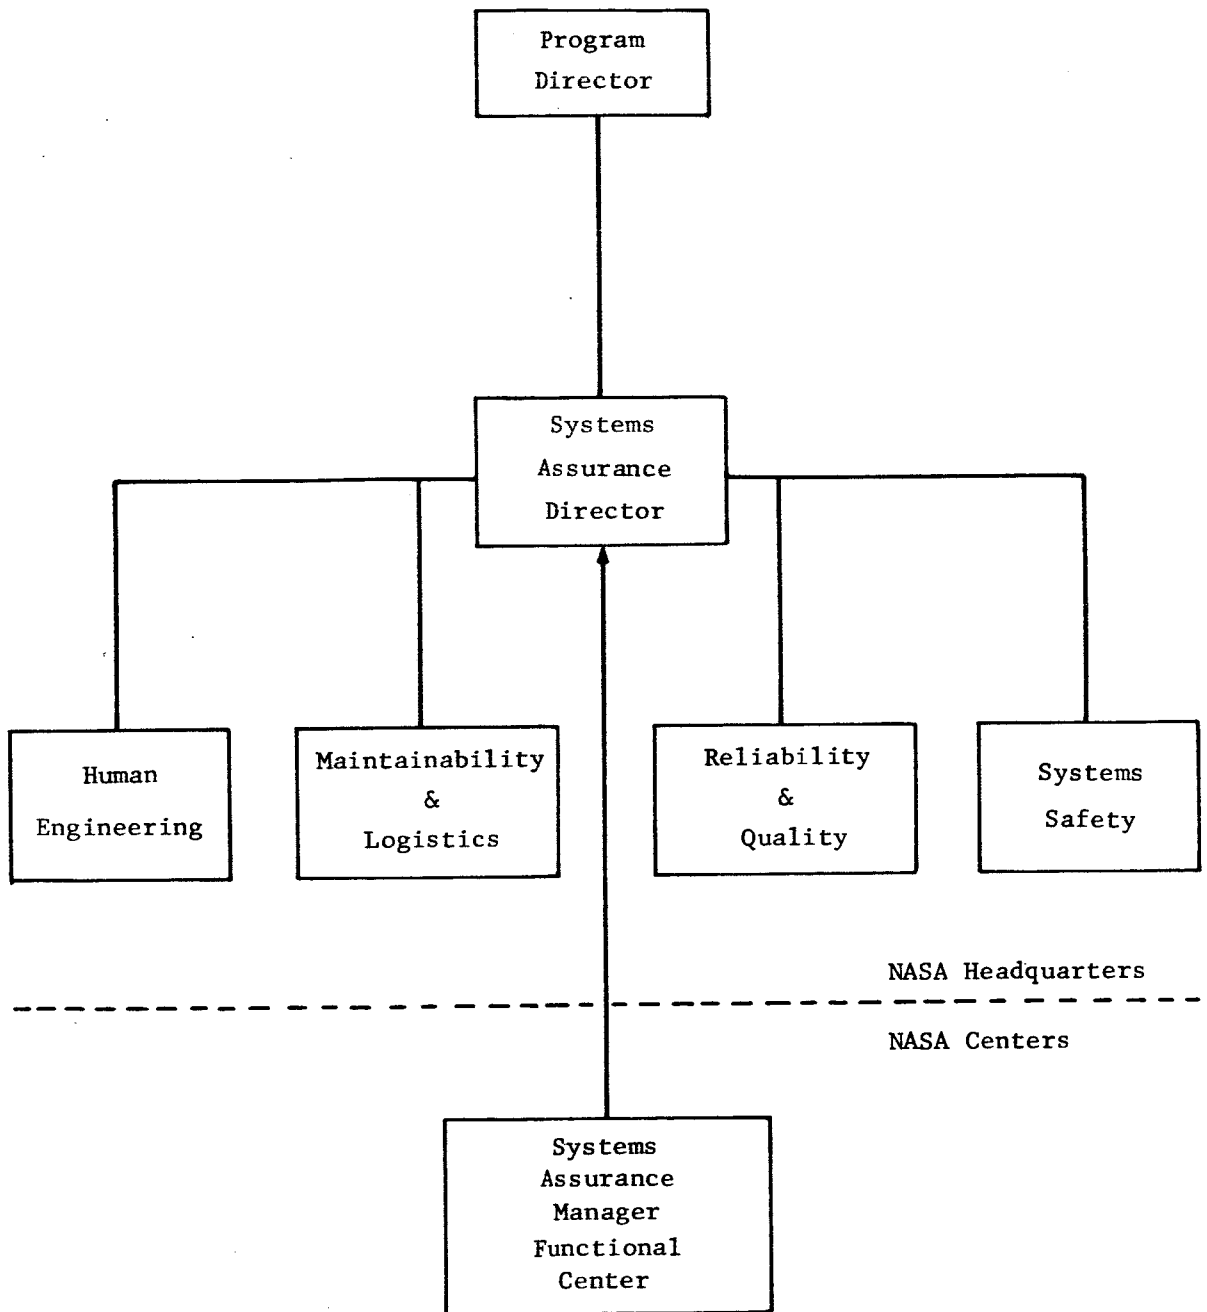 Program
Director
Systems
Assurance
Director
Human
Engineering
Maintainability
&
Logistics
Reliability
&
Quality
Systems
Safety
NASA Headquarters
NASA Centers
Systems
Assurance
Manager
Functional
Center